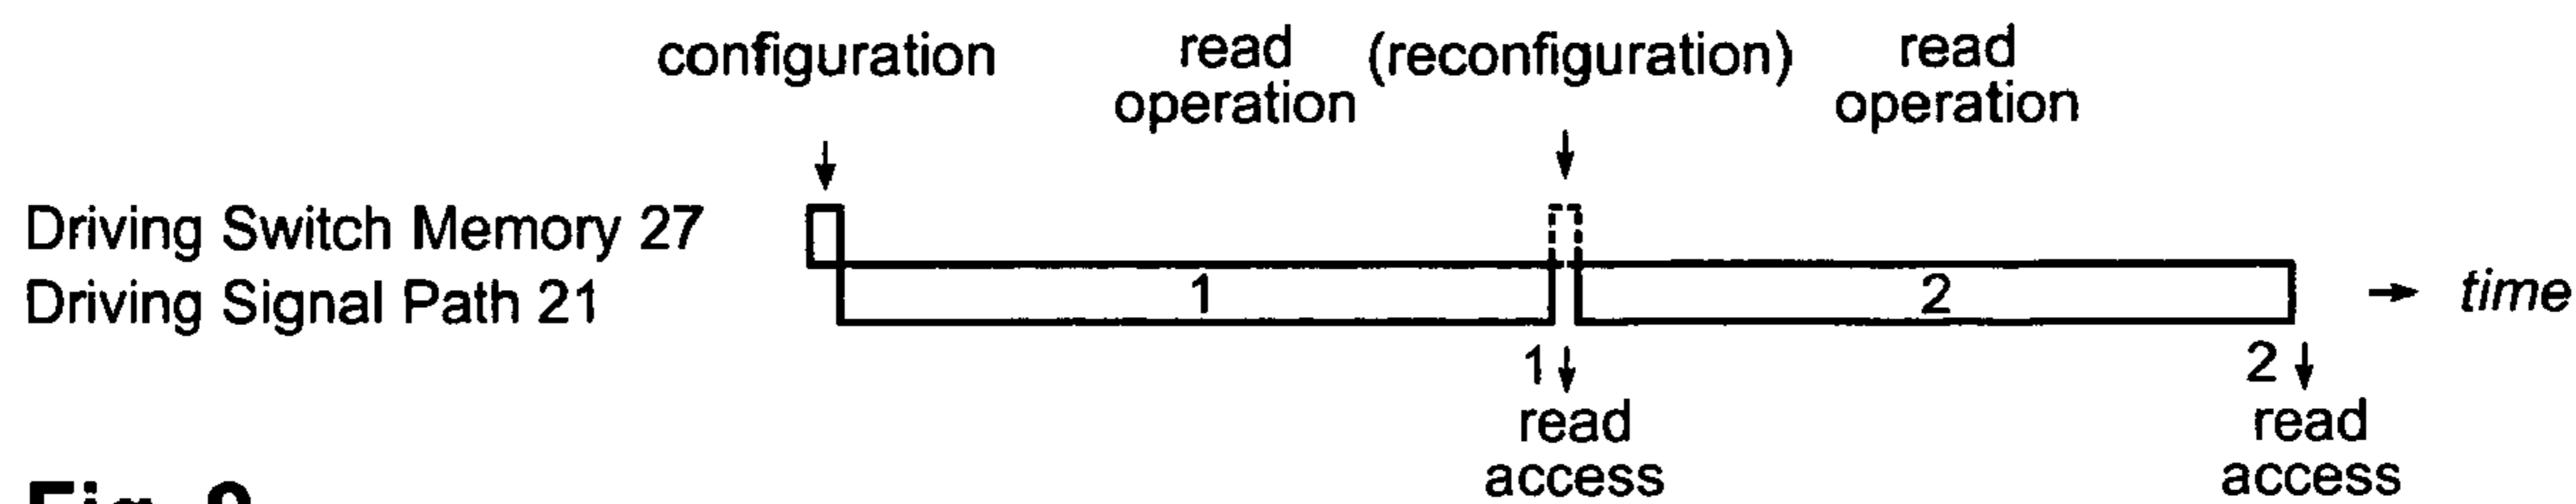 configuration
read
operation
(reconfiguration)
read
operation
Driving Switch Memory 27
Driving Signal Path 21
1
2
time
1
read
access
2
read
access